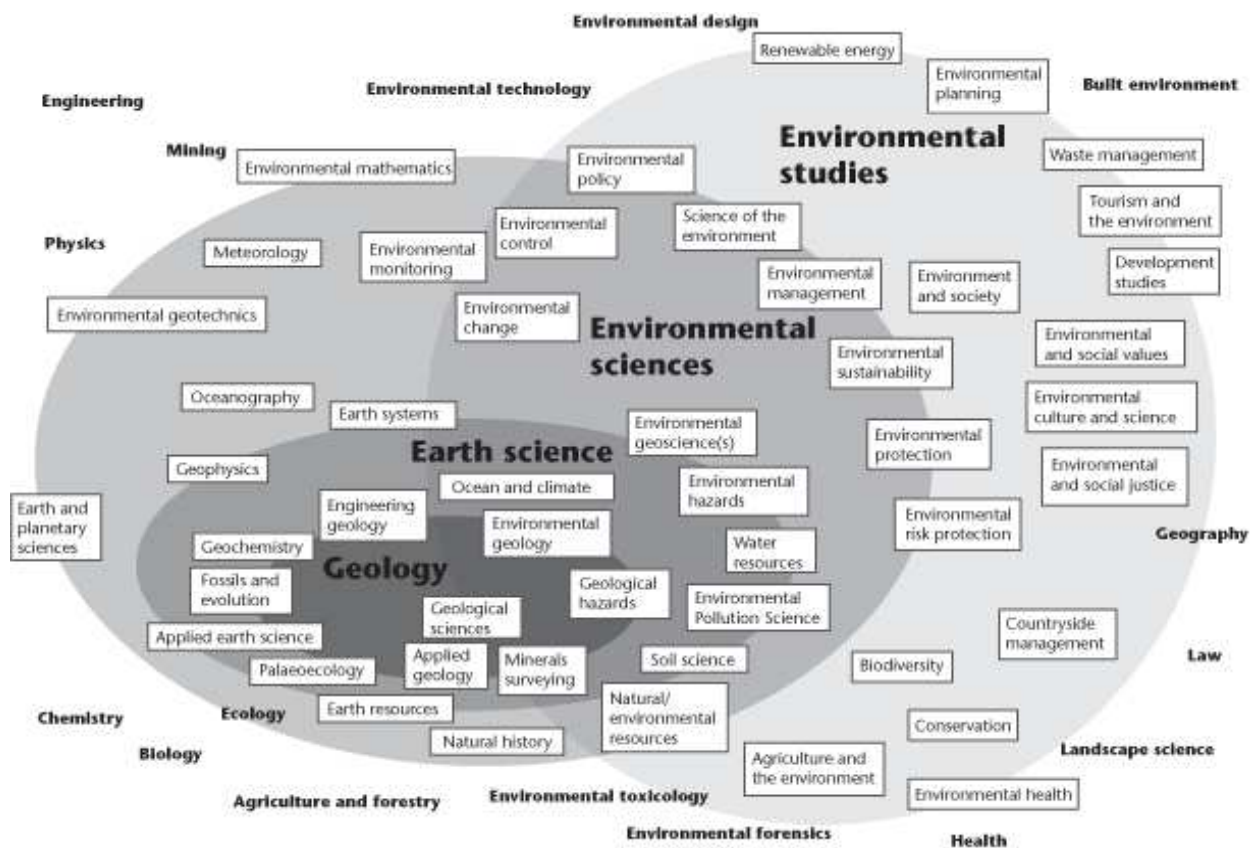 Environmental design
Renewable energy
Environmental
planning
Built environment
Environmental technology
Engineering
Mining
Environmental mathematics
Environmental
policy
Environmental
studies
Waste management
Tourism and
the environment
Physics
Meteorology
Environmental
monitoring
Environmental
control
Science of the
environment
Environmental
management
Environment
and society
Development
studies
Environmental geotechnics
Environmental
change
Environmental
sciences
Environmental
sustainability
Environmental
and social values
Oceanography
Earth systems
Environmental
geoscience(s)
Environmental
culture and science
Earth science
Environmental
protection
Geophysics
Ocean and climate
Environmental
hazards
Environmental
and social justice
Earth and
planetary
sciences
Engineering
geology
Environmental
geology
Environmental
risk protection
Geochemistry
Water
resources
Geography
Geology
Fossils and
evolution
Geological
hazards
Environmental
Pollution Science
Geological
sciences
Countryside
management
Applied earth science
Palaeoecology
Applied
geology
Minerals
surveying
Soil science
Biodiversity
Law
Chemistry
Ecology
Earth resources
Natural/
environmental
resources
Conservation
Biology
Natural history
Landscape science
Agriculture and
the environment
Agriculture and forestry
Environmental toxicology
Environmental health
Environmental forensics
Health